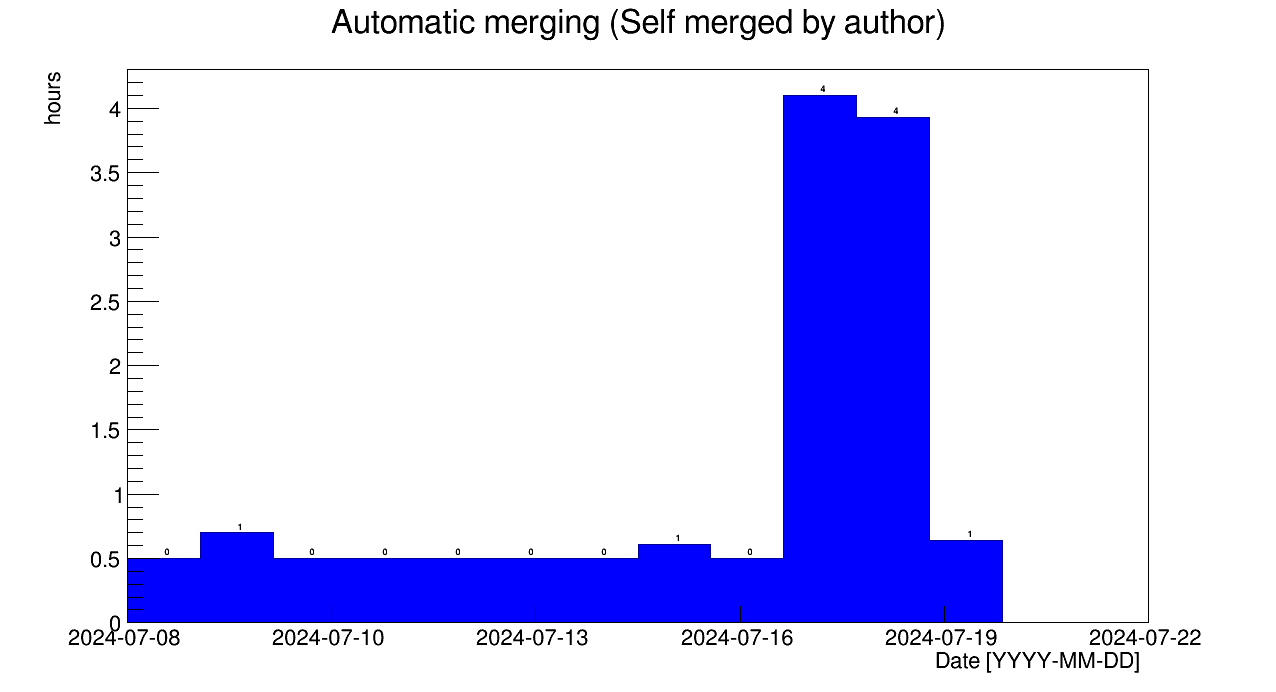 Automatic merging (Self merged by author)
hours
4
3.5
3
2.5
2
1.5
1
0.5
0
0 1 0 0 0 0 0 1 0 4 4 1
2024-07-08 2024-07-10 2024-07-13 2024-07-16 2024-07-19 2024-07-22
Date [YYYY-MM-DD]